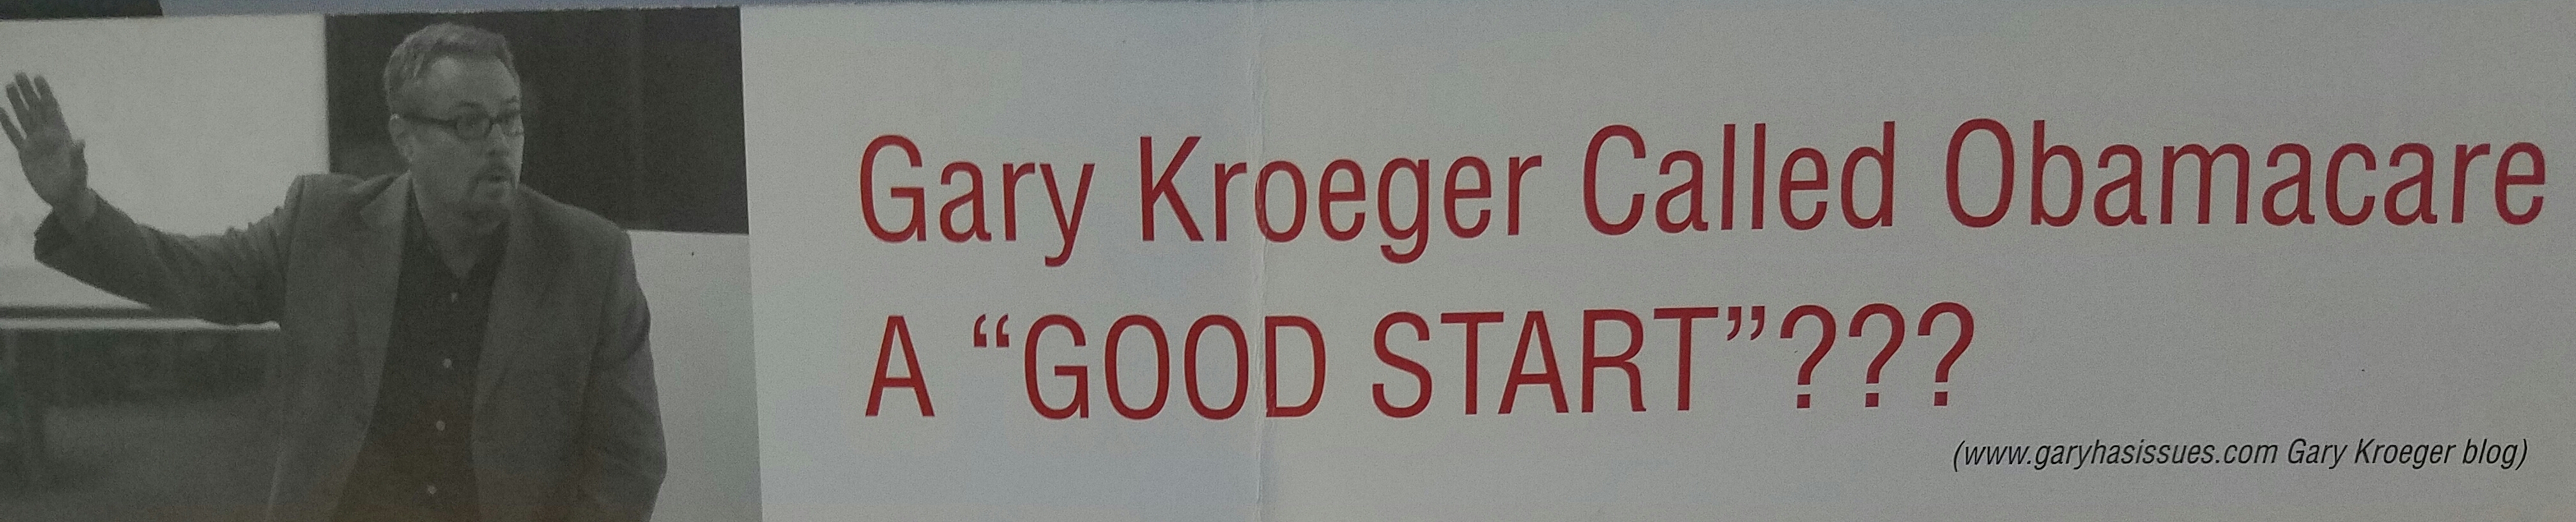 Gary Kroeger Called Obamacare
A “GOOD START”???
(www.garyhasissues.com Gary Kroeger blog)